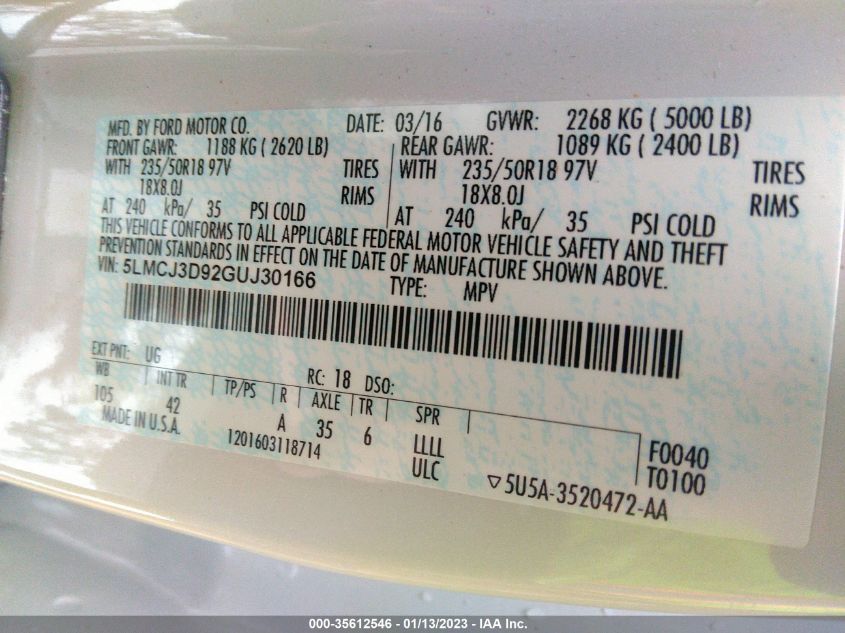 MFD. BY FORD MOTOR CO. DATE: 03/16 GVWR: 2268 KG ( 5000 LB)
FRONT GAWR: 1188 KG ( 2620 LB) REAR GAWR: 1089 KG ( 2400 LB)
WITH 235/50R18 97V TIRES WITH 235/50R18 97V TIRES
18X8.0J RIMS 18X8.0J RIMS
AT 240 kPa/ 35 PSI COLD AT 240 kPa/ 35 PSI COLD
THIS VEHICLE CONFORMS TO ALL APPLICABLE FEDERAL MOTOR VEHICLE SAFETY AND THEFT
PREVENTION STANDARDS IN EFFECT ON THE DATE OF MANUFACTURE SHOWN ABOVE.
VIN: 5LMCJ3D92GUJ30166 TYPE: MPV
EXT PNT: UG RC: 18 DSO:
WB INT TR TP/PS R AXLE TR SPR
105 42 A 35 6 LLLL F0040
MADE IN U.S.A. 1201603118714 ULC T0100
▽5U5A-3520472-AA
000-35612546 - 01/13/2023 - IAA Inc.